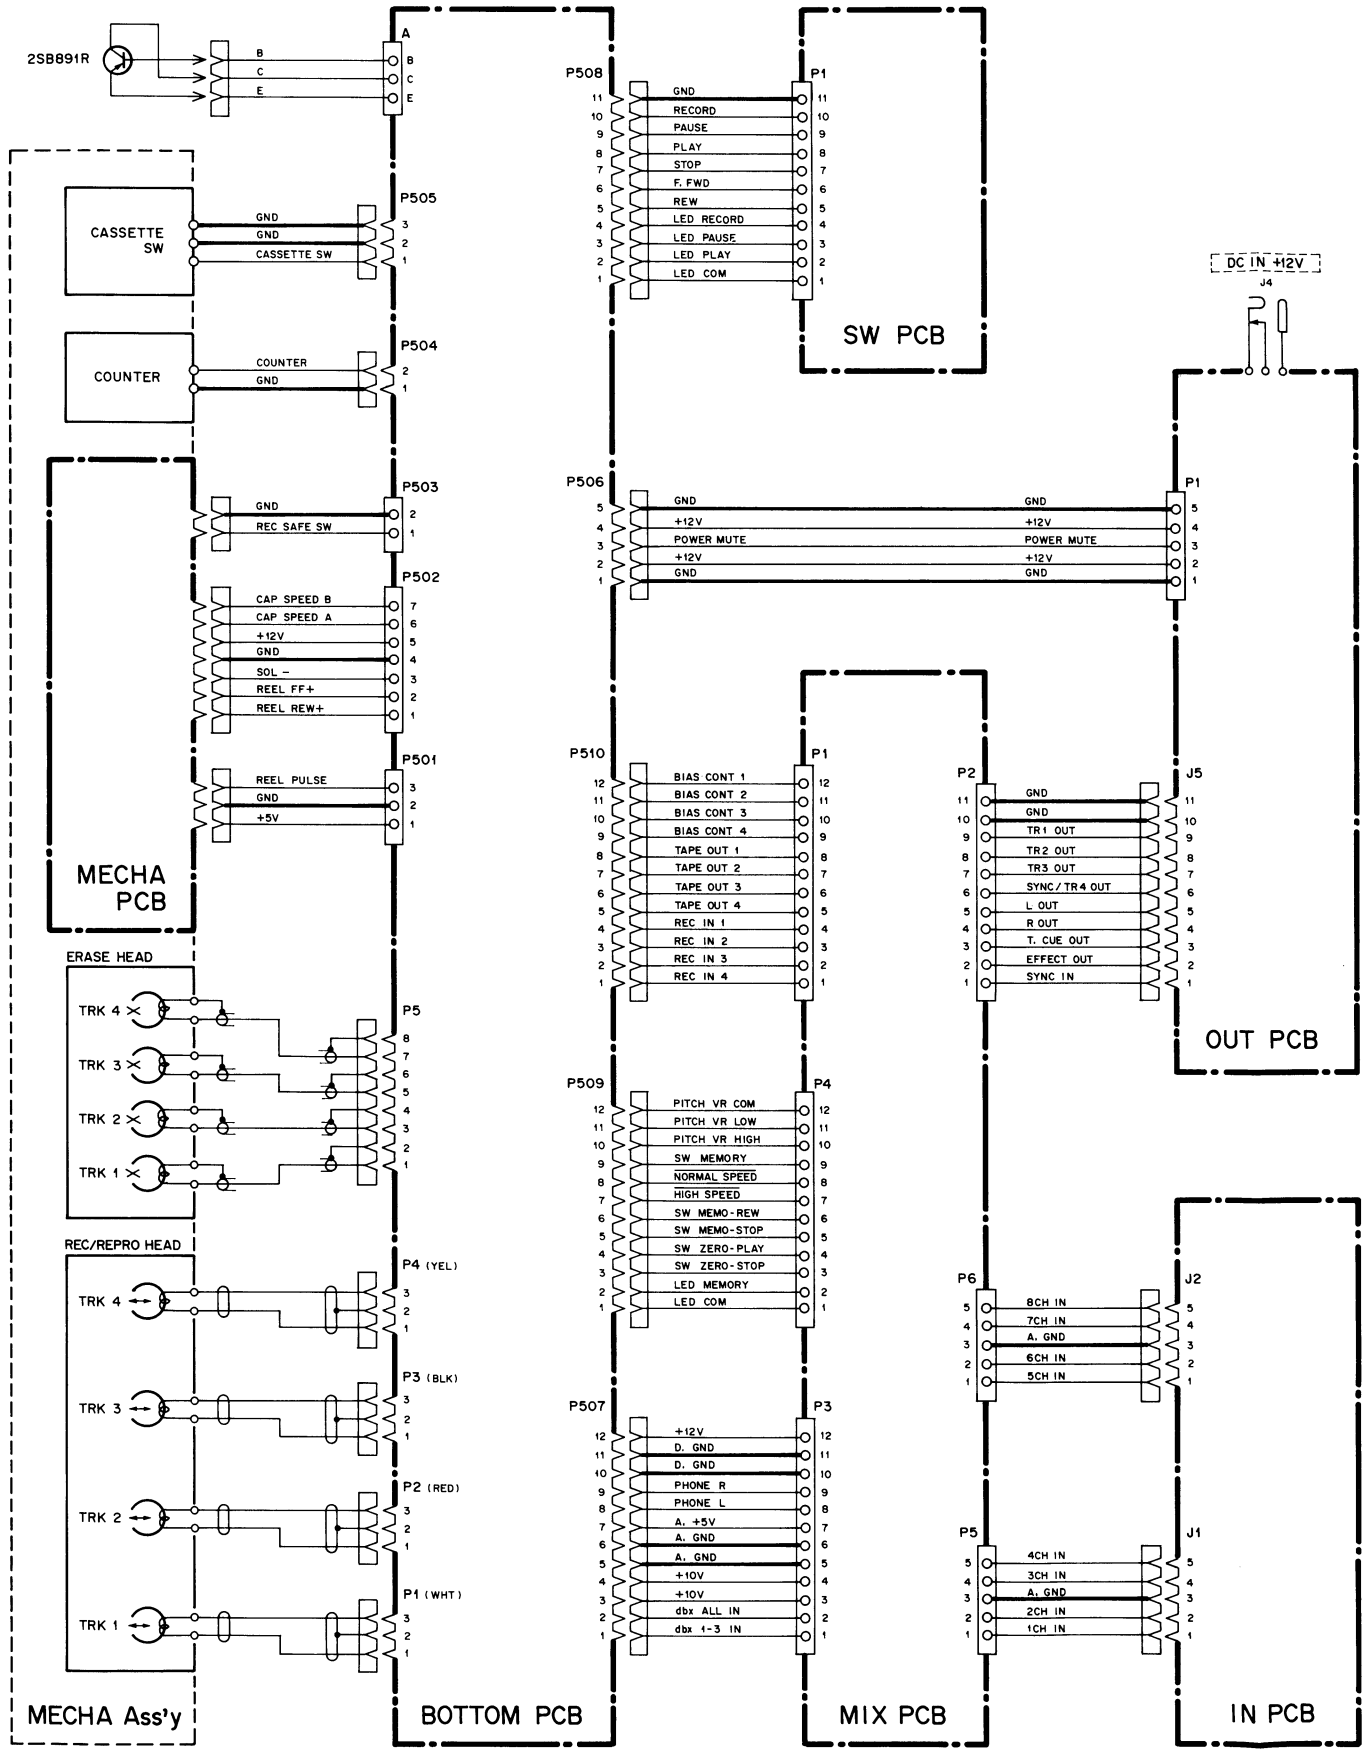 2SB891R
B
C
E
A
B
C
E
CASSETTE
SW
GND
GND
CASSETTE SW
P505
3
2
1
COUNTER
COUNTER
GND
P504
2
1
GND
REC SAFE SW
P503
2
1
CAP SPEED B
CAP SPEED A
+12V
GND
SOL -
REEL FF+
REEL REW+
P502
7
6
5
4
3
2
1
REEL PULSE
GND
+5V
P501
3
2
1
MECHA
PCB
ERASE HEAD
TRK 4
TRK 3
TRK 2
TRK 1
P5
8
7
6
5
4
3
2
1
REC/REPRO HEAD
TRK 4
P4 (YEL)
3
2
1
TRK 3
P3 (BLK)
3
2
1
TRK 2
P2 (RED)
3
2
1
TRK 1
P1 (WHT)
3
2
1
MECHA Ass'y
BOTTOM PCB
P508
P1
11 GND 11
10 RECORD 10
9 PAUSE 9
8 PLAY 8
7 STOP 7
6 F. FWD 6
5 REW 5
4 LED RECORD 4
3 LED PAUSE 3
2 LED PLAY 2
1 LED COM 1
SW PCB
DC IN +12V
J4
P506
P1
5 GND GND 5
4 +12V +12V 4
3 POWER MUTE POWER MUTE 3
2 +12V +12V 2
1 GND GND 1
P510
P1
12 BIAS CONT 1 12
11 BIAS CONT 2 11
10 BIAS CONT 3 10
9 BIAS CONT 4 9
8 TAPE OUT 1 8
7 TAPE OUT 2 7
6 TAPE OUT 3 6
5 TAPE OUT 4 5
4 REC IN 1 4
3 REC IN 2 3
2 REC IN 3 2
1 REC IN 4 1
P2
J5
11 GND 11
10 GND 10
9 TR1 OUT 9
8 TR2 OUT 8
7 TR3 OUT 7
6 SYNC/TR4 OUT 6
5 L OUT 5
4 R OUT 4
3 T. CUE OUT 3
2 EFFECT OUT 2
1 SYNC IN 1
OUT PCB
P509
P4
12 PITCH VR COM 12
11 PITCH VR LOW 11
10 PITCH VR HIGH 10
9 SW MEMORY 9
8 NORMAL SPEED 8
7 HIGH SPEED 7
6 SW MEMO-REW 6
5 SW MEMO-STOP 5
4 SW ZERO-PLAY 4
3 SW ZERO-STOP 3
2 LED MEMORY 2
1 LED COM 1
P6
J2
5 8CH IN 5
4 7CH IN 4
3 A. GND 3
2 6CH IN 2
1 5CH IN 1
P507
P3
12 +12V 12
11 D. GND 11
10 D. GND 10
9 PHONE R 9
8 PHONE L 8
7 A. +5V 7
6 A. GND 6
5 A. GND 5
4 +10V 4
3 +10V 3
2 dbx ALL IN 2
1 dbx 1-3 IN 1
P5
J1
5 4CH IN 5
4 3CH IN 4
3 A. GND 3
2 2CH IN 2
1 1CH IN 1
MIX PCB
IN PCB